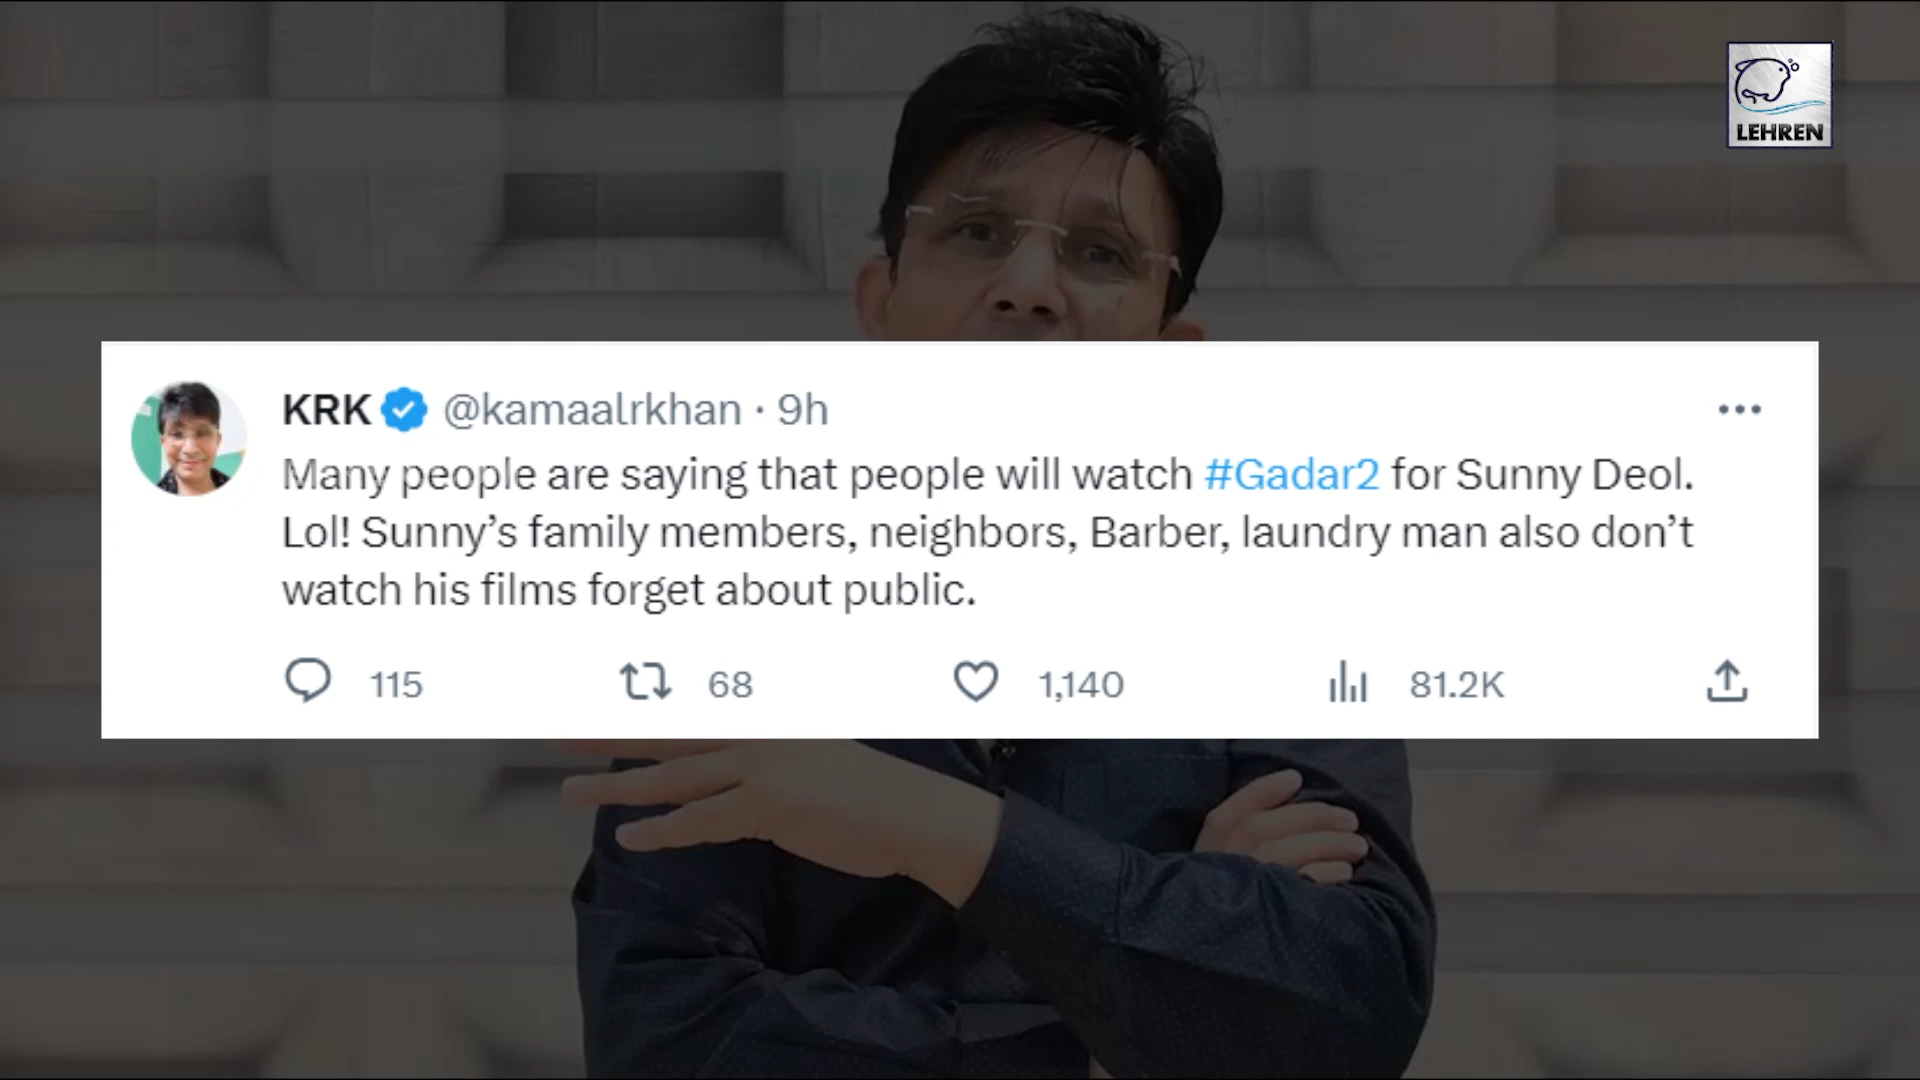 LEHREN
KRK @kamaalrkhan · 9h
Many people are saying that people will watch #Gadar2 for Sunny Deol.
Lol! Sunny’s family members, neighbors, Barber, laundry man also don’t
watch his films forget about public.
115 68 1,140 81.2K